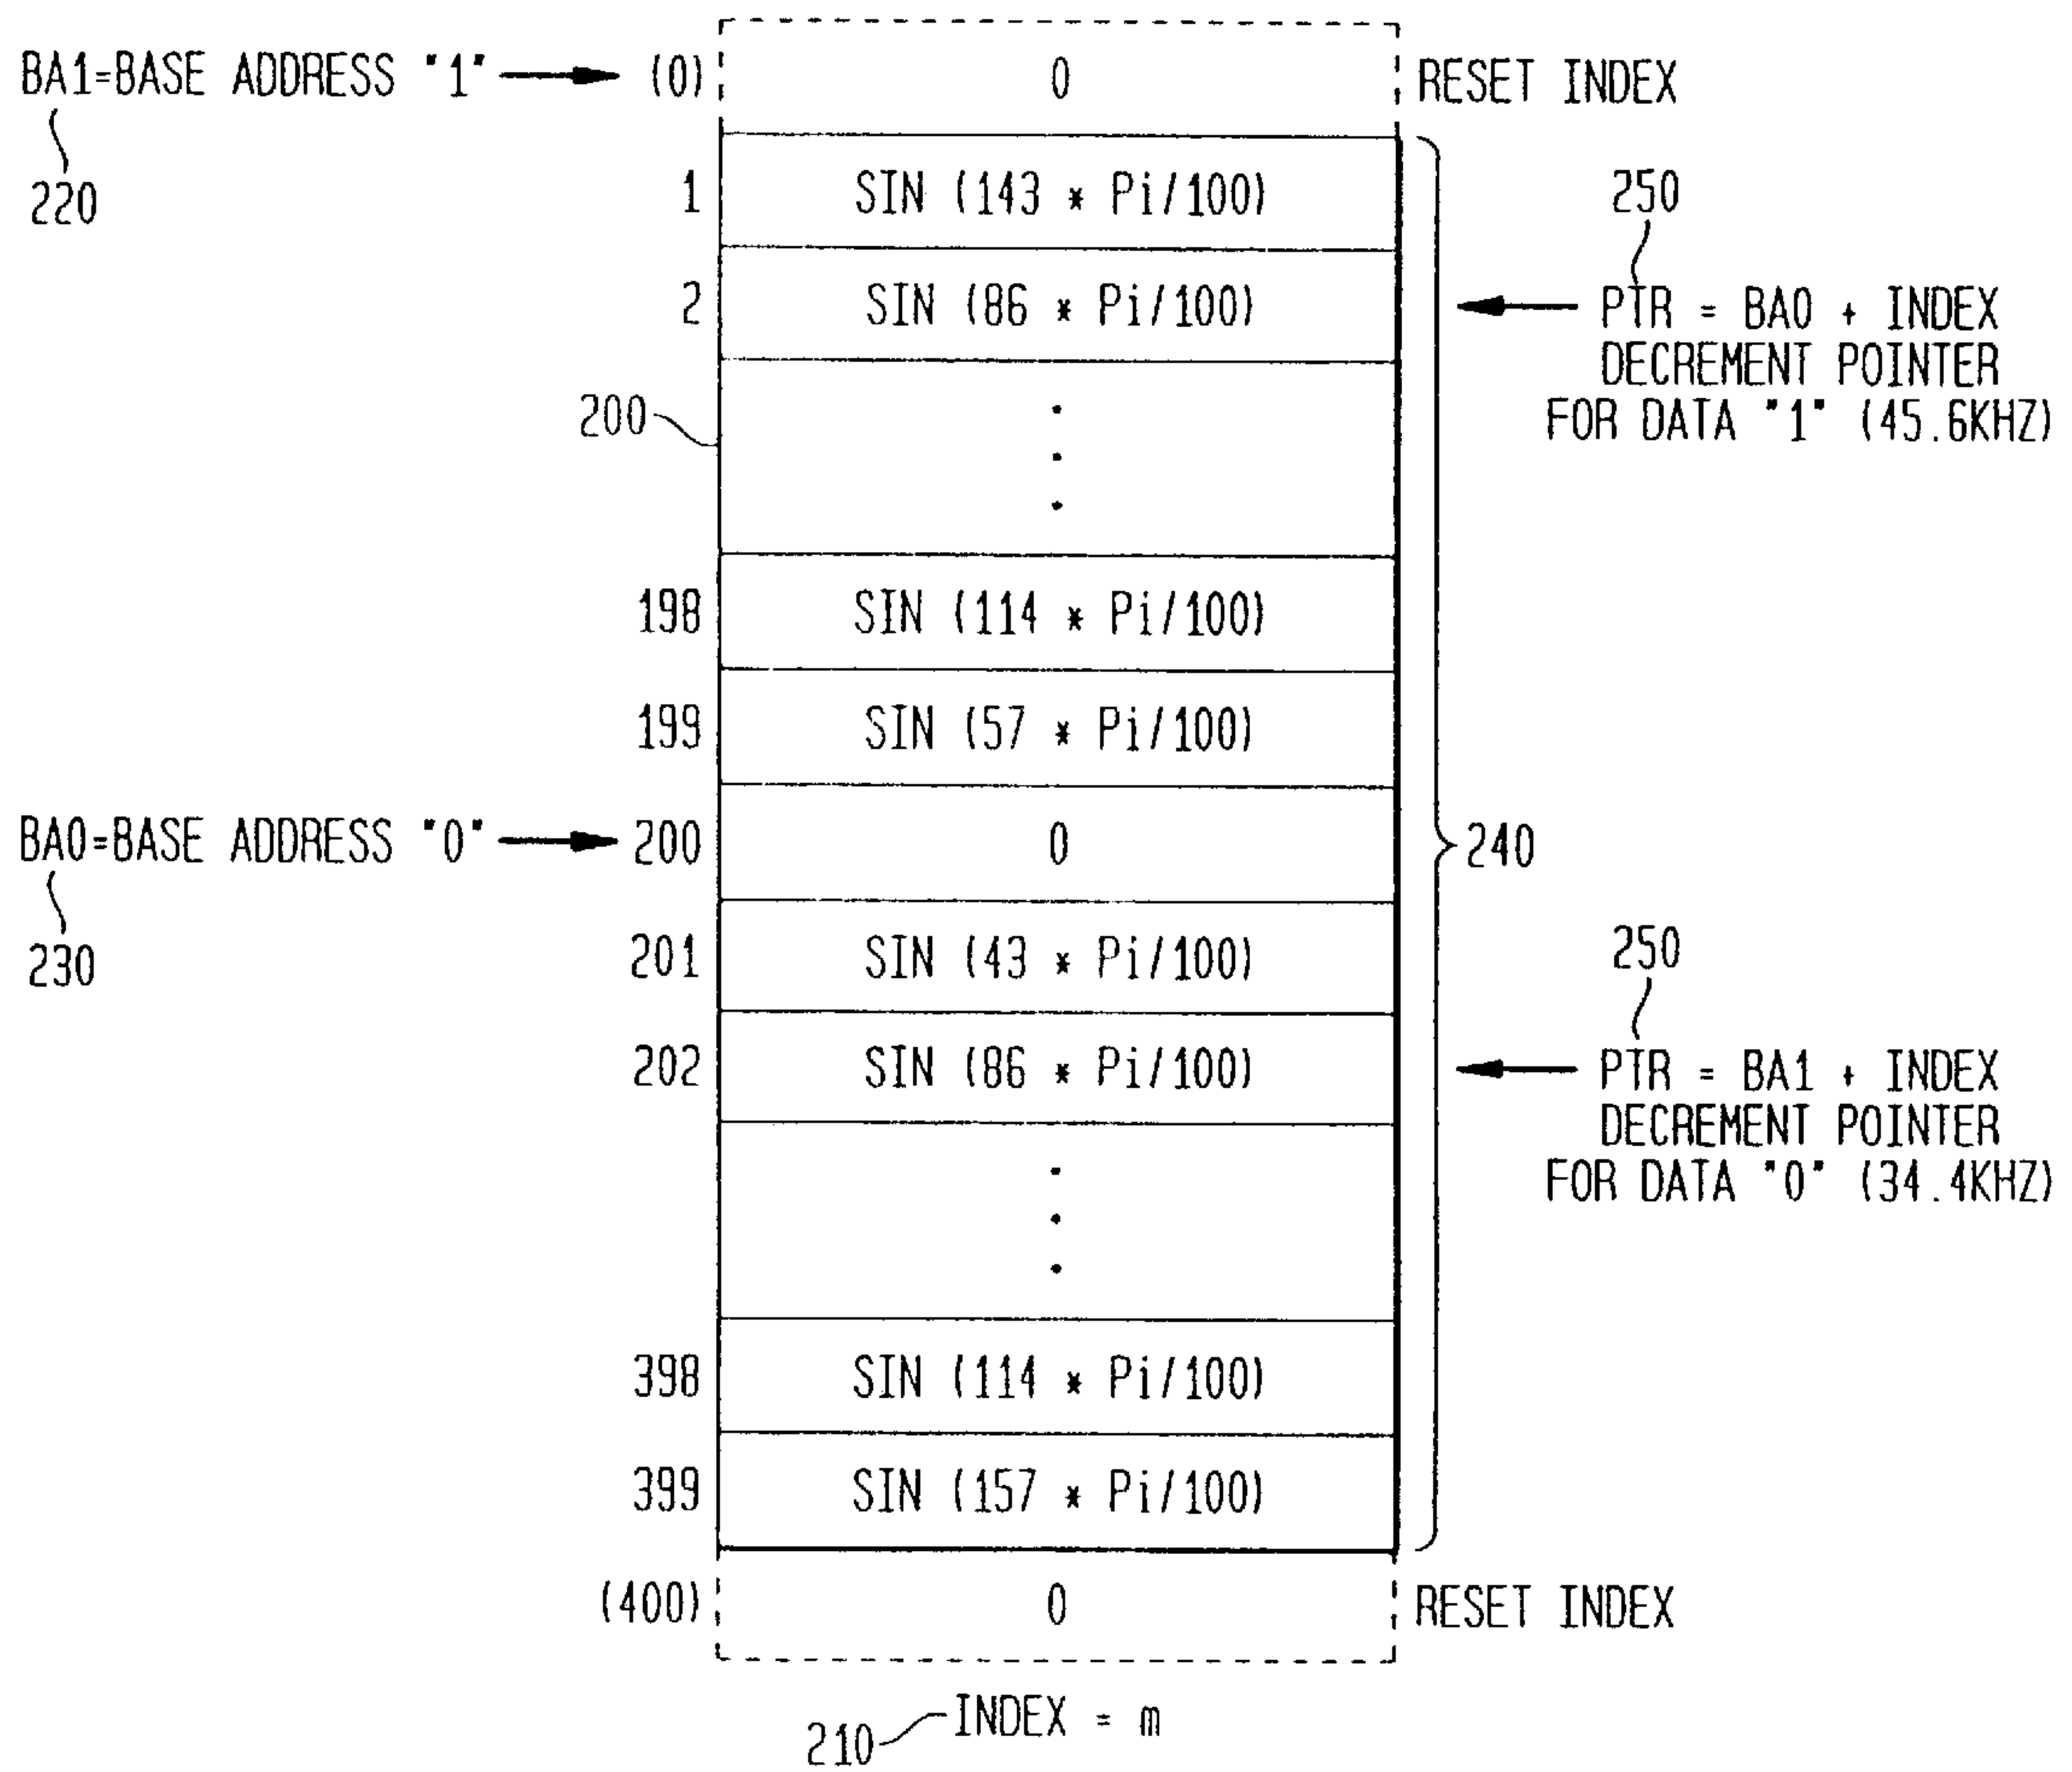 BA1=BASE ADDRESS "1" (0) 0 RESET INDEX
220
1 SIN (143 * Pi/100)
250
2 SIN (86 * Pi/100) PTR = BA0 + INDEX
DECREMENT POINTER
FOR DATA "1" (45.6KHZ)
200
198 SIN (114 * Pi/100)
199 SIN (57 * Pi/100)
BA0=BASE ADDRESS "0" 200 0 240
230
201 SIN (43 * Pi/100)
250
202 SIN (86 * Pi/100) PTR = BA1 + INDEX
DECREMENT POINTER
FOR DATA "0" (34.4KHZ)
398 SIN (114 * Pi/100)
399 SIN (157 * Pi/100)
(400) 0 RESET INDEX
210 INDEX = m